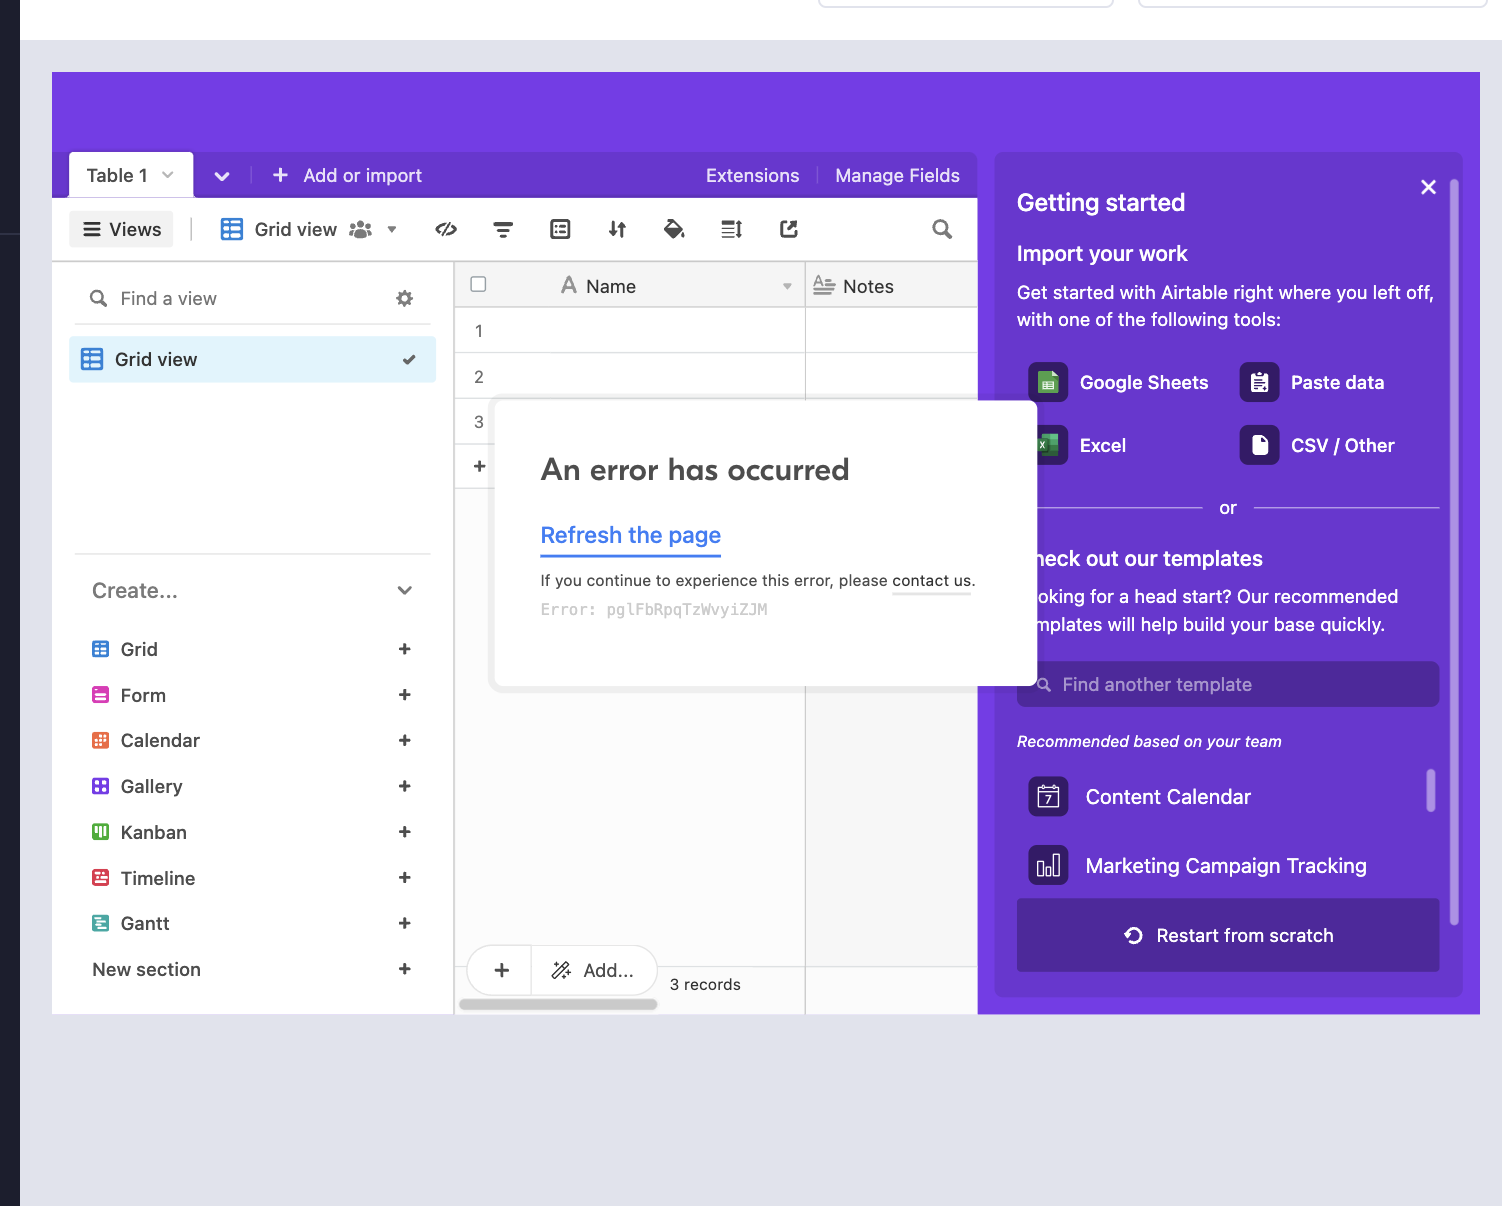 Table 1
Add or import
Extensions
Manage Fields
Views
Grid view
Find a view
Grid view
Name
Notes
1
2
3
An error has occurred
Refresh the page
If you continue to experience this error, please contact us.
Error: pglFbRpqTzWvyiZJM
Create...
Grid
Form
Calendar
Gallery
Kanban
Timeline
Gantt
New section
Add...
3 records
Getting started
Import your work
Get started with Airtable right where you left off,
with one of the following tools:
Google Sheets
Paste data
Excel
CSV / Other
or
heck out our templates
oking for a head start? Our recommended
mplates will help build your base quickly.
Find another template
Recommended based on your team
7
Content Calendar
Marketing Campaign Tracking
Restart from scratch